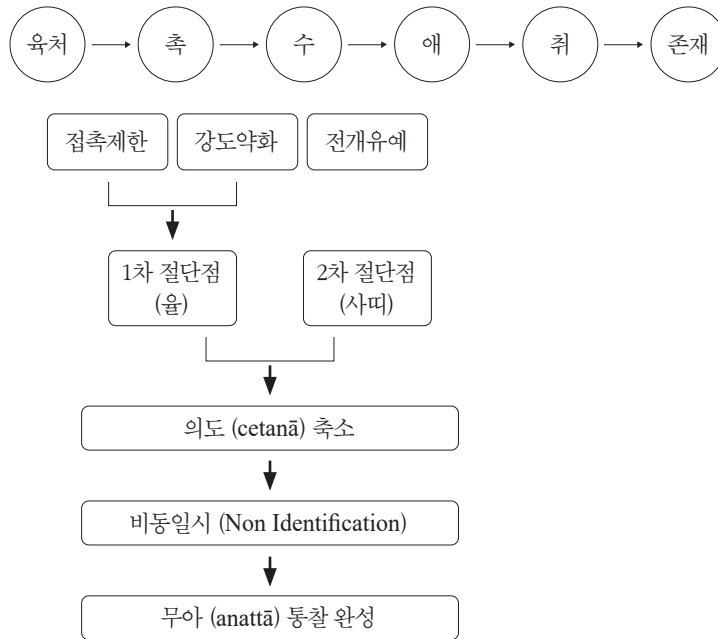 육처 촉 수 애 취 존재
접촉제한 강도약화 전개유예
1차 절단점 2차 절단점
(율) (사띠)
의도 (cetanā) 축소
비동일시 (Non Identification)
무아 (anattā) 통찰 완성